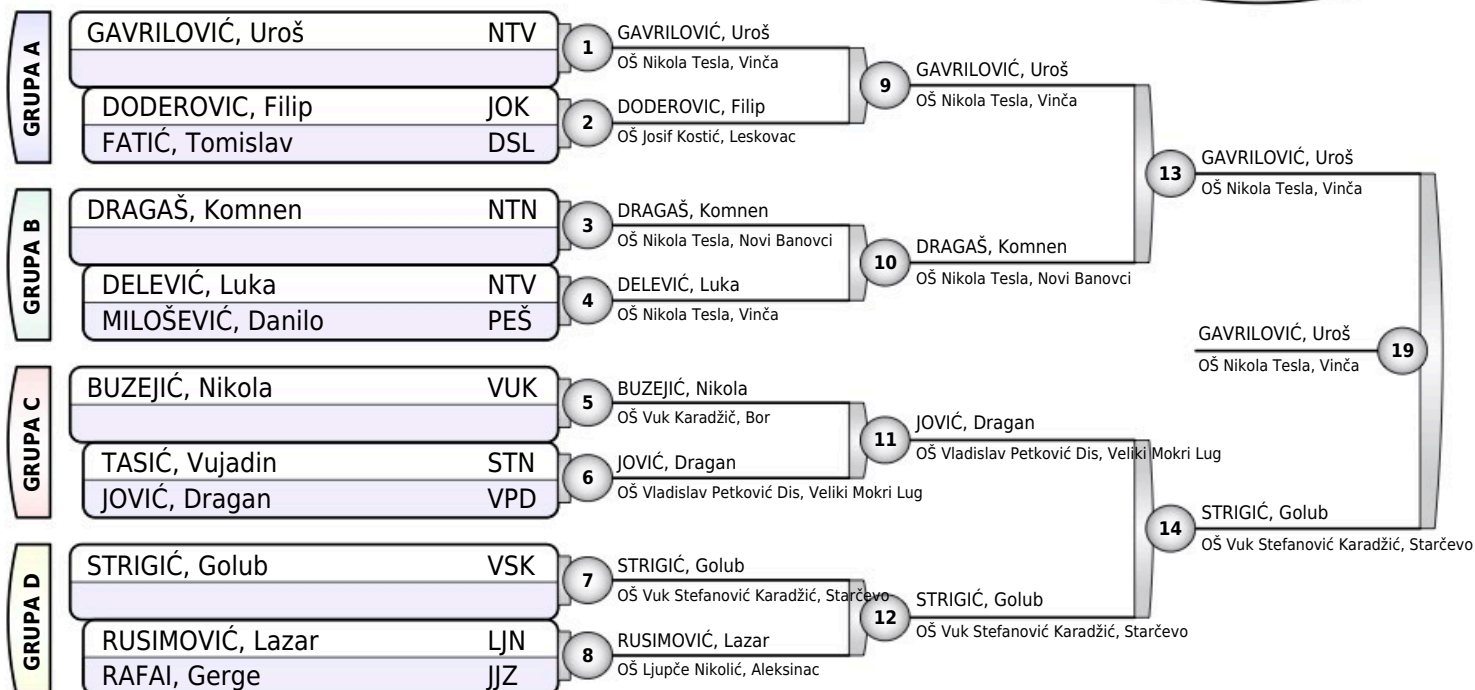 GRUPA A
GAVRILOVIĆ, Uroš NTV
DODEROVIC, Filip JOK
FATIĆ, Tomislav DSL
GRUPA B
DRAGAŠ, Komnen NTN
DELEVIĆ, Luka NTV
MILOŠEVIĆ, Danilo PEŠ
GRUPA C
BUZEJIĆ, Nikola VUK
TASIĆ, Vujadin STN
JOVIĆ, Dragan VPD
GRUPA D
STRIGIĆ, Golub VSK
RUSIMOVIĆ, Lazar LJN
RAFAI, Gerge JJZ
1
GAVRILOVIĆ, Uroš
OŠ Nikola Tesla, Vinča
2
DODEROVIC, Filip
OŠ Josif Kostić, Leskovac
3
DRAGAŠ, Komnen
OŠ Nikola Tesla, Novi Banovci
4
DELEVIĆ, Luka
OŠ Nikola Tesla, Vinča
5
BUZEJIĆ, Nikola
OŠ Vuk Karadžič, Bor
6
JOVIĆ, Dragan
OŠ Vladislav Petković Dis, Veliki Mokri Lug
7
STRIGIĆ, Golub
OŠ Vuk Stefanović Karadžić, Starčevo
8
RUSIMOVIĆ, Lazar
OŠ Ljupče Nikolić, Aleksinac
9
GAVRILOVIĆ, Uroš
OŠ Nikola Tesla, Vinča
10
DRAGAŠ, Komnen
OŠ Nikola Tesla, Novi Banovci
11
JOVIĆ, Dragan
OŠ Vladislav Petković Dis, Veliki Mokri Lug
12
STRIGIĆ, Golub
OŠ Vuk Stefanović Karadžić, Starčevo
13
GAVRILOVIĆ, Uroš
OŠ Nikola Tesla, Vinča
14
STRIGIĆ, Golub
OŠ Vuk Stefanović Karadžić, Starčevo
GAVRILOVIĆ, Uroš
OŠ Nikola Tesla, Vinča
19